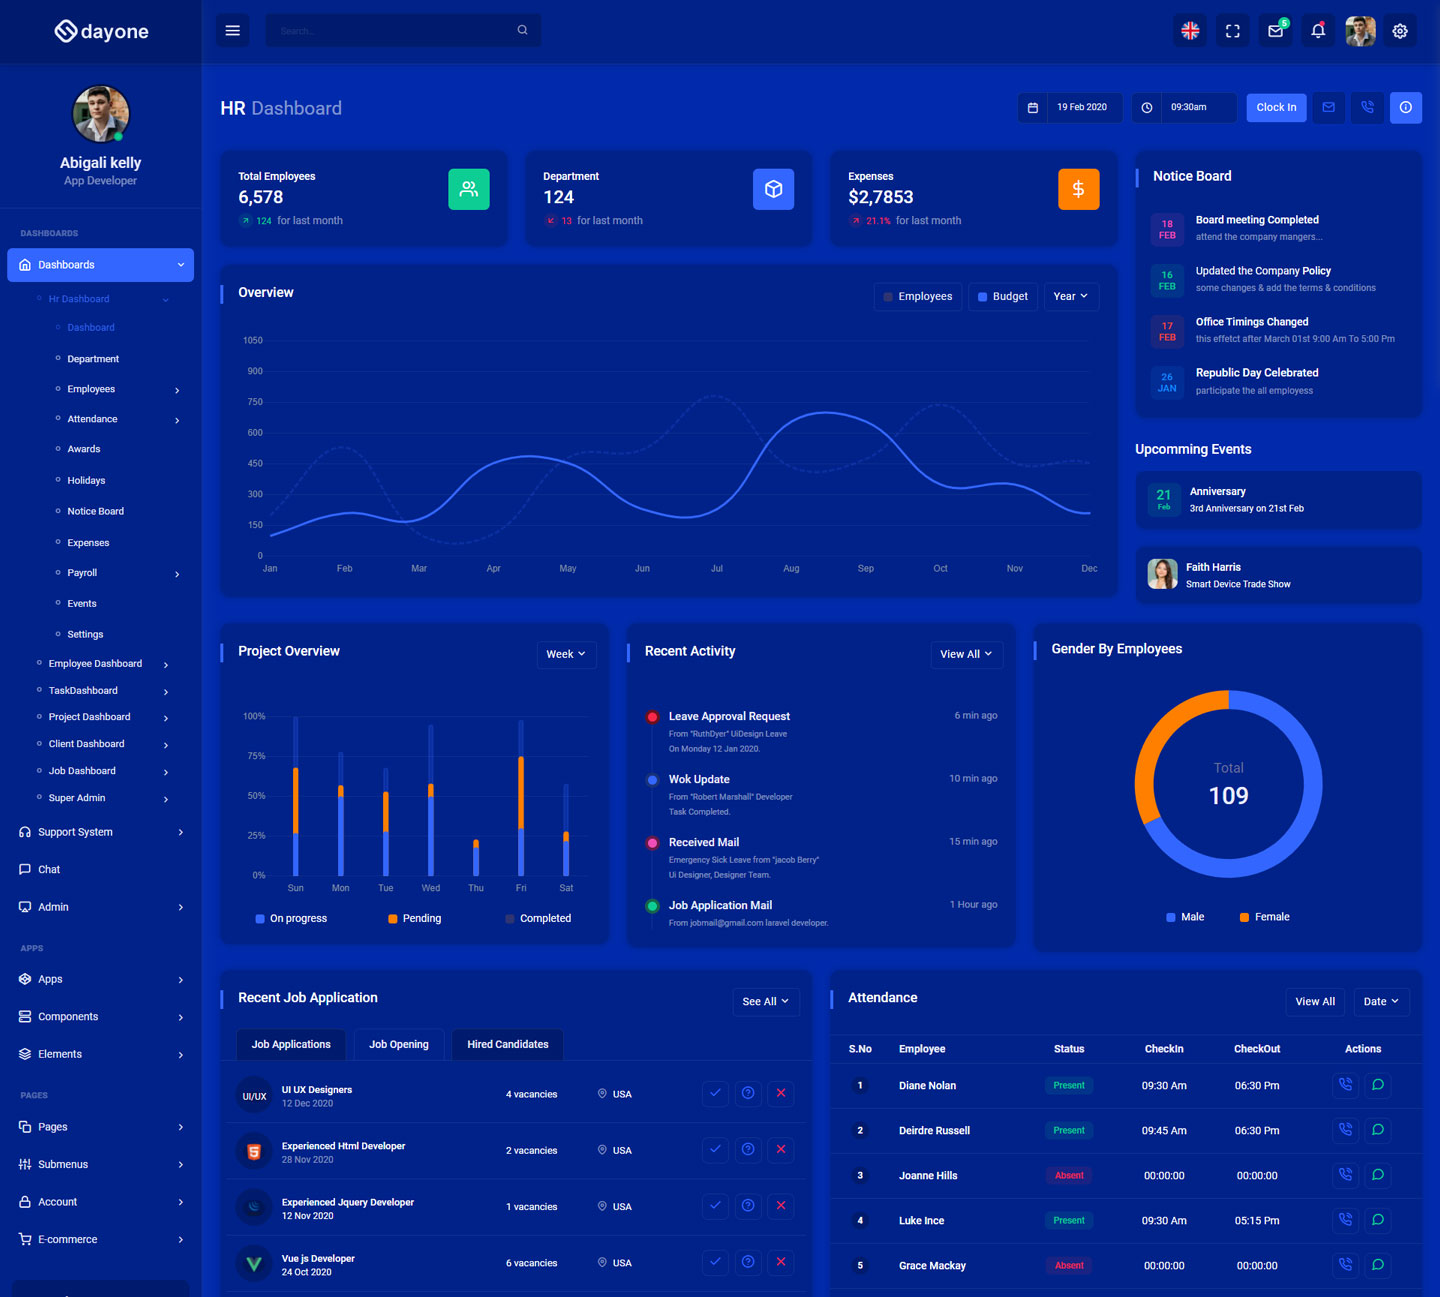 dayone
Search...
5
Abigali kelly
App Developer
DASHBOARDS
Dashboards
Hr Dashboard
Dashboard
Department
Employees
Attendance
Awards
Holidays
Notice Board
Expenses
Payroll
Events
Settings
Employee Dashboard
TaskDashboard
Project Dashboard
Client Dashboard
Job Dashboard
Super Admin
Support System
Chat
Admin
APPS
Apps
Components
Elements
PAGES
Pages
Submenus
Account
E-commerce
HR Dashboard
19 Feb 2020
09:30am
Clock In
Total Employees
6,578
124 for last month
Department
124
13 for last month
Expenses
$2,7853
21.1% for last month
Notice Board
18 FEB
Board meeting Completed
attend the company mangers...
16 FEB
Updated the Company Policy
some changes & add the terms & conditions
17 FEB
Office Timings Changed
this effetct after March 01st 9:00 Am To 5:00 Pm
26 JAN
Republic Day Celebrated
participate the all employess
Overview
Employees
Budget
Year
1050
900
750
600
450
300
150
0
Jan Feb Mar Apr May Jun Jul Aug Sep Oct Nov Dec
Upcomming Events
21 Feb
Anniversary
3rd Anniversary on 21st Feb
Faith Harris
Smart Device Trade Show
Project Overview
Week
100%
75%
50%
25%
0%
Sun Mon Tue Wed Thu Fri Sat
On progress Pending Completed
Recent Activity
View All
Leave Approval Request 6 min ago
From "RuthDyer" UiDesign Leave
On Monday 12 Jan 2020.
Wok Update 10 min ago
From "Robert Marshall" Developer
Task Completed.
Received Mail 15 min ago
Emergency Sick Leave from "jacob Berry"
Ui Designer, Designer Team.
Job Application Mail 1 Hour ago
From jobmail@gmail.com laravel developer.
Gender By Employees
Total
109
Male Female
Recent Job Application
See All
Job Applications Job Opening Hired Candidates
UI/UX
UI UX Designers
12 Dec 2020
4 vacancies USA
Experienced Html Developer
28 Nov 2020
2 vacancies USA
Experienced Jquery Developer
12 Nov 2020
1 vacancies USA
Vue js Developer
24 Oct 2020
6 vacancies USA
Attendance
View All
Date
S.No Employee Status CheckIn CheckOut Actions
1 Diane Nolan Present 09:30 Am 06:30 Pm
2 Deirdre Russell Present 09:45 Am 06:30 Pm
3 Joanne Hills Absent 00:00:00 00:00:00
4 Luke Ince Present 09:30 Am 05:15 Pm
5 Grace Mackay Absent 00:00:00 00:00:00